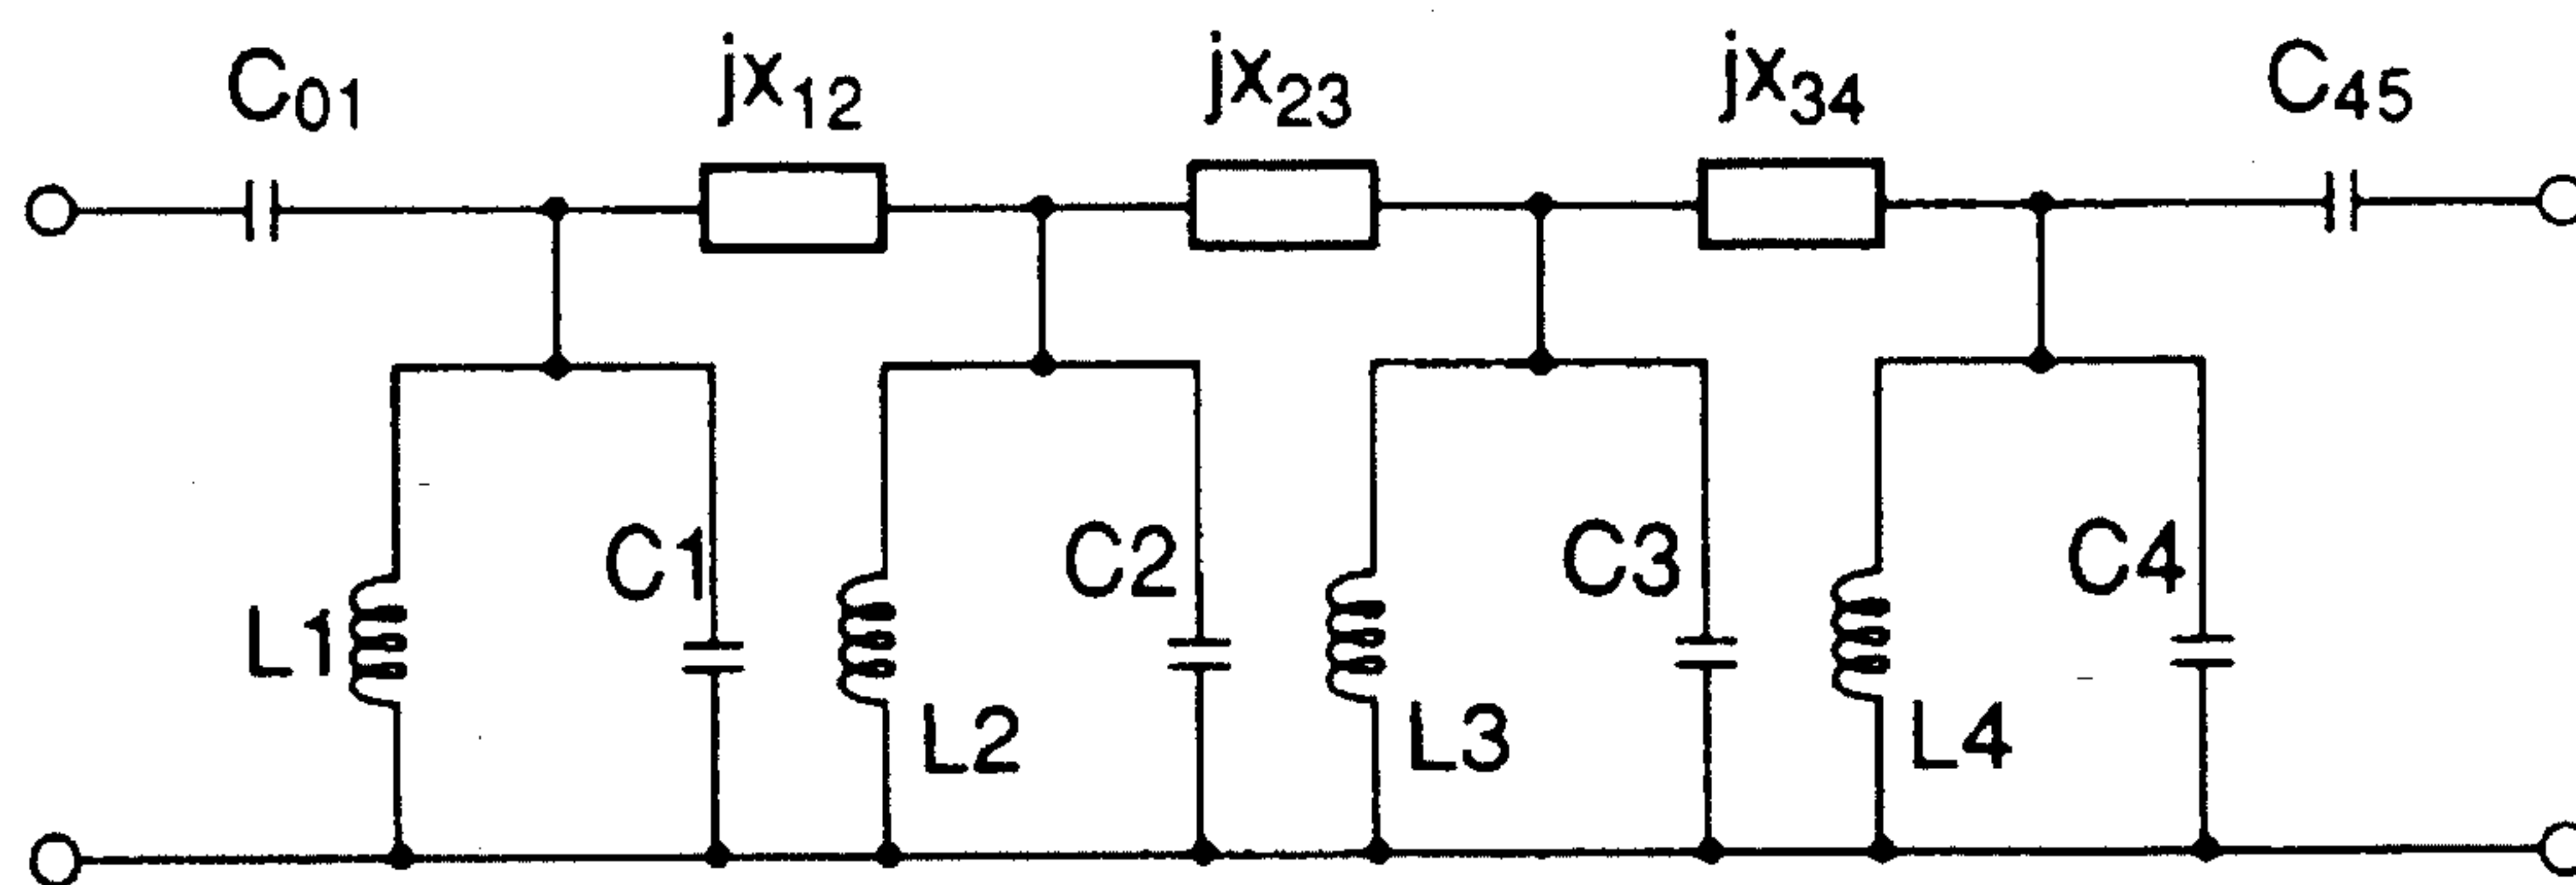 C₀₁ jx₁₂ jx₂₃ jx₃₄ C₄₅
C1 C2 C3 C4
L1 L2 L3 L4